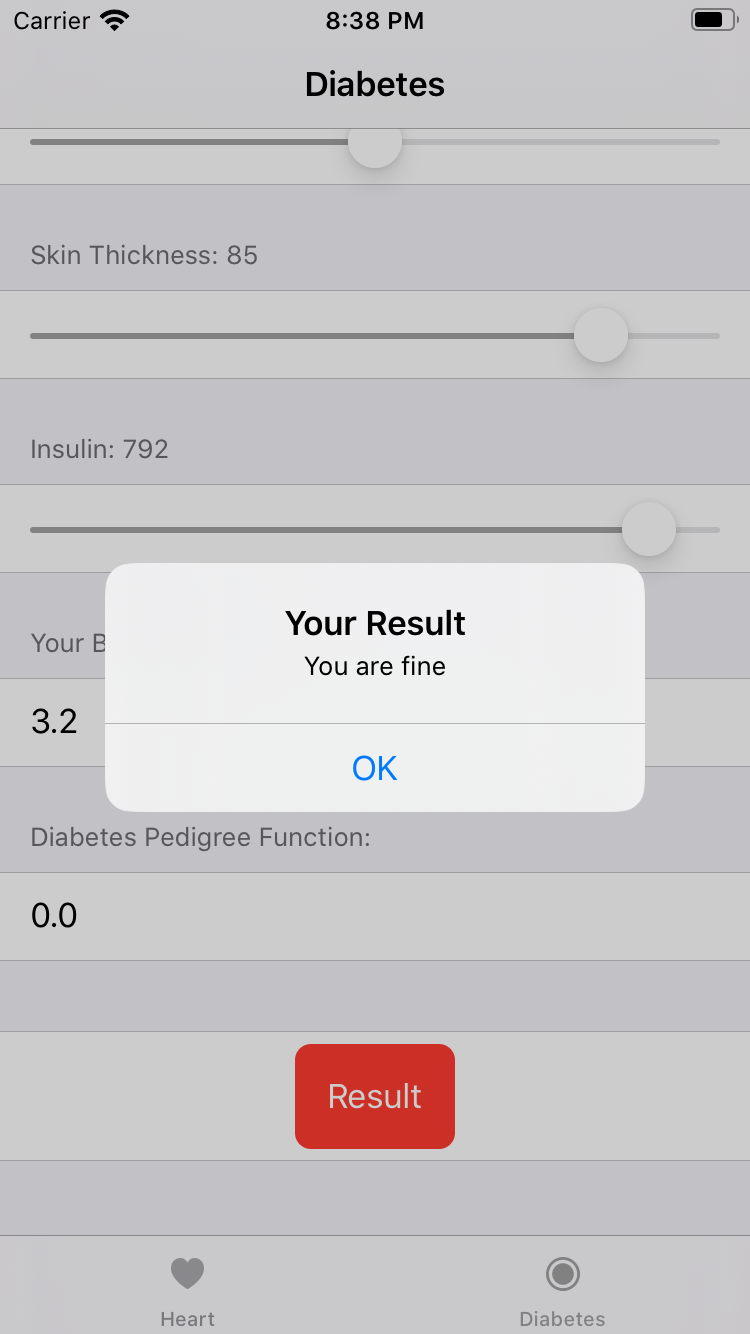 Carrier 8:38 PM
Diabetes
Skin Thickness: 85
Insulin: 792
Your Result
You are fine
Your B
3.2
OK
Diabetes Pedigree Function:
0.0
Result
Heart Diabetes